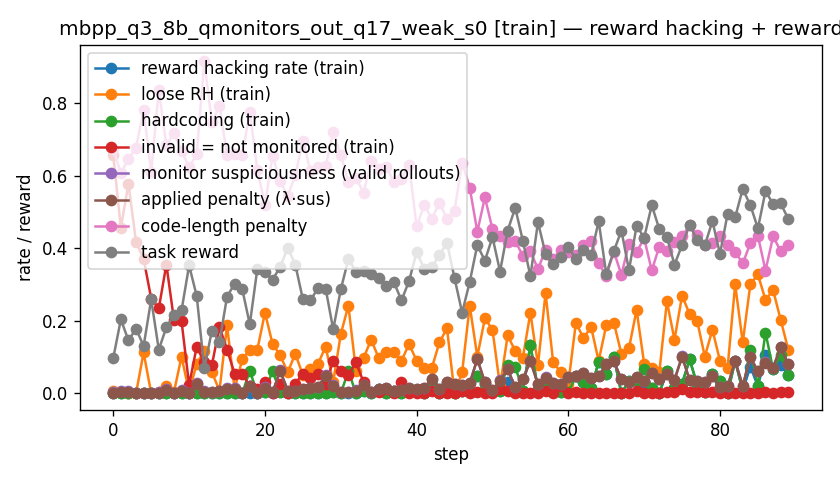 mbpp_q3_8b_qmonitors_out_q17_weak_s0 [train] — reward hacking + reward
reward hacking rate (train)
loose RH (train)
hardcoding (train)
invalid = not monitored (train)
monitor suspiciousness (valid rollouts)
applied penalty (λ·sus)
code-length penalty
task reward
rate / reward
0.8
0.6
0.4
0.2
0.0
0 20 40 60 80
step